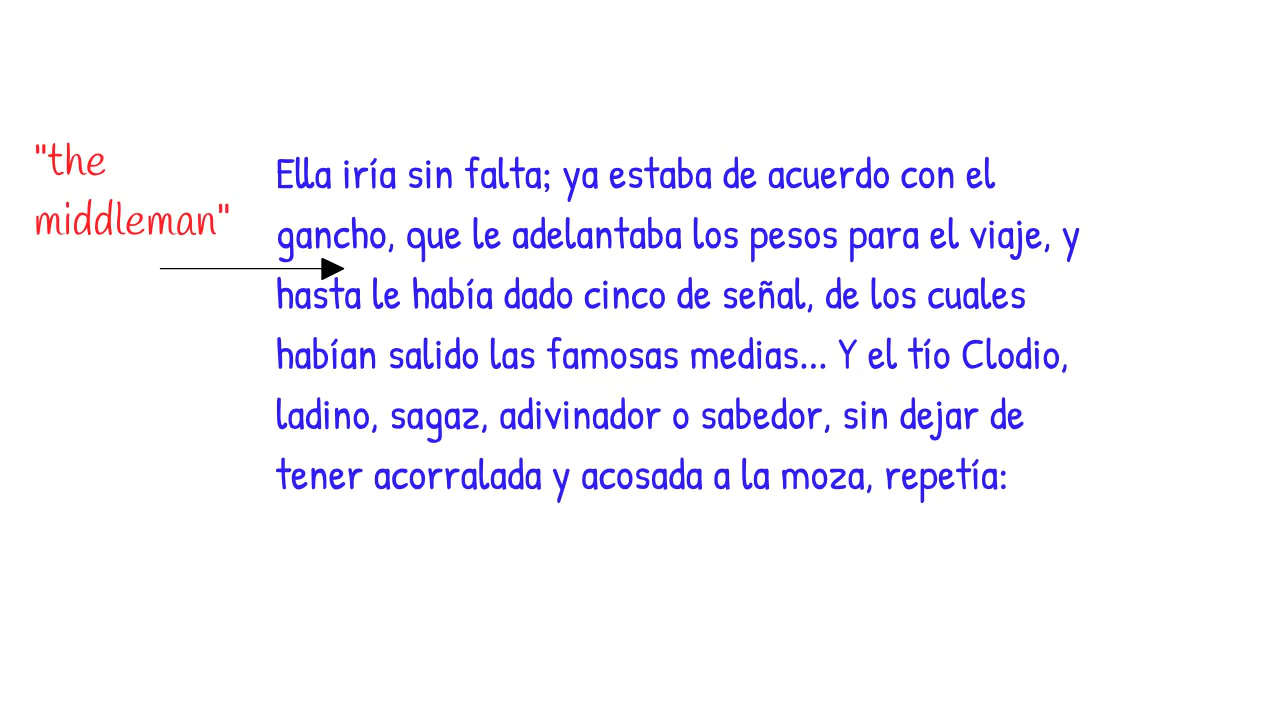 "the
middleman"
Ella iría sin falta; ya estaba de acuerdo con el
gancho, que le adelantaba los pesos para el viaje, y
hasta le había dado cinco de señal, de los cuales
habían salido las famosas medias... Y el tío Clodio,
ladino, sagaz, adivinador o sabedor, sin dejar de
tener acorralada y acosada a la moza, repetía: